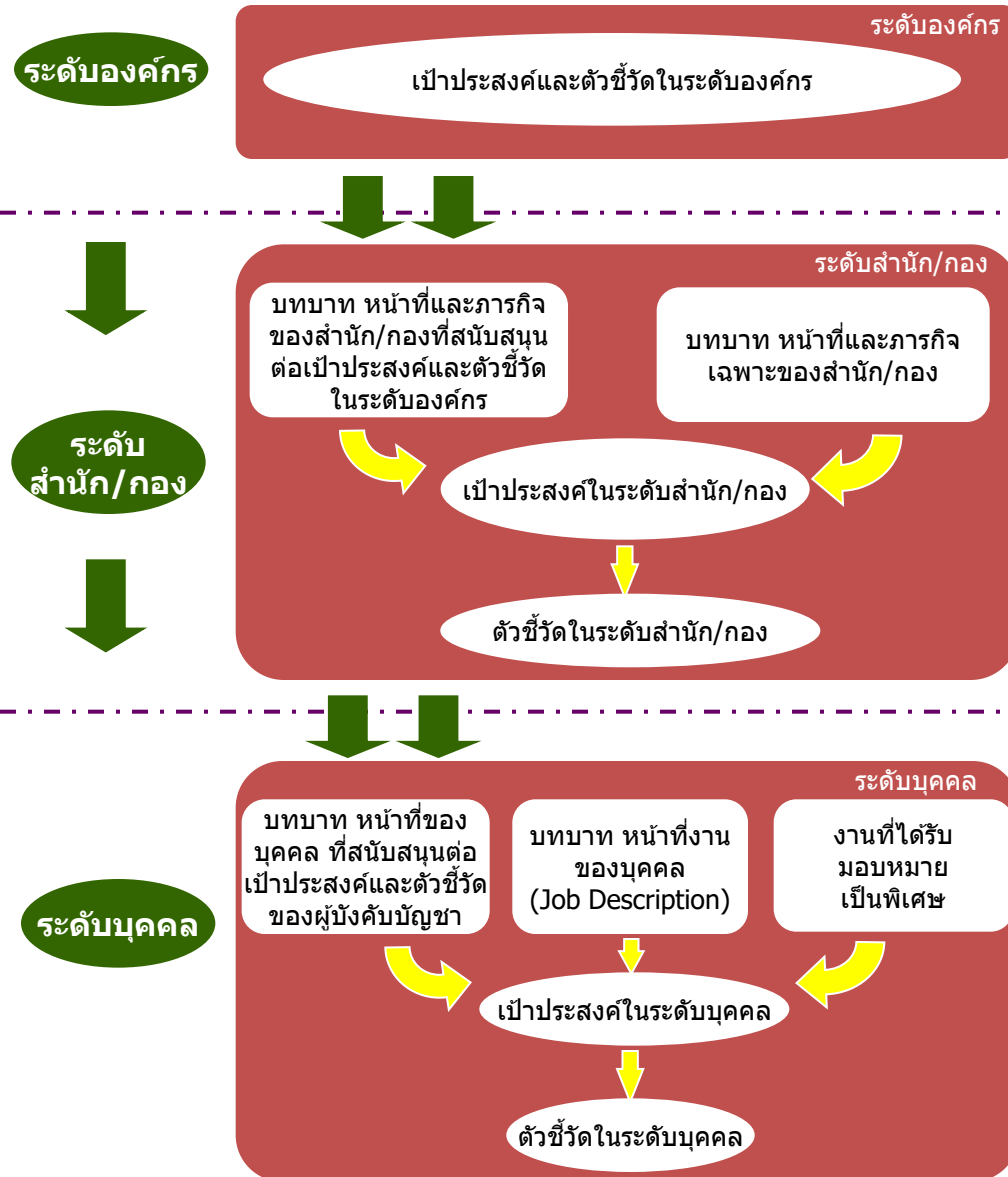 ระดับองค์กร
ระดับองค์กร
เป้าประสงค์และตัวชี้วัดในระดับองค์กร
ระดับสำนัก/กอง
บทบาท หน้าที่และภารกิจ
ของสำนัก/กองที่สนับสนุน
ต่อเป้าประสงค์และตัวชี้วัด
ในระดับองค์กร
บทบาท หน้าที่และภารกิจ
เฉพาะของสำนัก/กอง
ระดับ
สำนัก/กอง
เป้าประสงค์ในระดับสำนัก/กอง
ตัวชี้วัดในระดับสำนัก/กอง
ระดับบุคคล
บทบาท หน้าที่ของ
บุคคล ที่สนับสนุนต่อ
เป้าประสงค์และตัวชี้วัด
ของผู้บังคับบัญชา
บทบาท หน้าที่งาน
ของบุคคล
(Job Description)
งานที่ได้รับ
มอบหมาย
เป็นพิเศษ
ระดับบุคคล
เป้าประสงค์ในระดับบุคคล
ตัวชี้วัดในระดับบุคคล